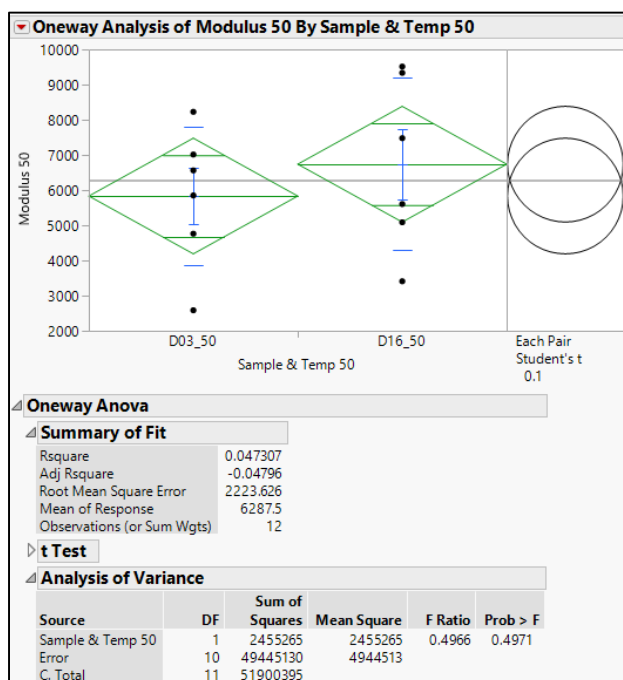 Oneway Analysis of Modulus 50 By Sample & Temp 50
10000
9000
8000
7000
6000
5000
4000
3000
2000
Modulus 50
D03_50 D16_50
Sample & Temp 50
Each Pair
Student's t
0.1
Oneway Anova
Summary of Fit
Rsquare 0.047307
Adj Rsquare -0.04796
Root Mean Square Error 2223.626
Mean of Response 6287.5
Observations (or Sum Wgts) 12
t Test
Analysis of Variance
Source DF Sum of Squares Mean Square F Ratio Prob > F
Sample & Temp 50 1 2455265 2455265 0.4966 0.4971
Error 10 49445130 4944513
C. Total 11 51900395